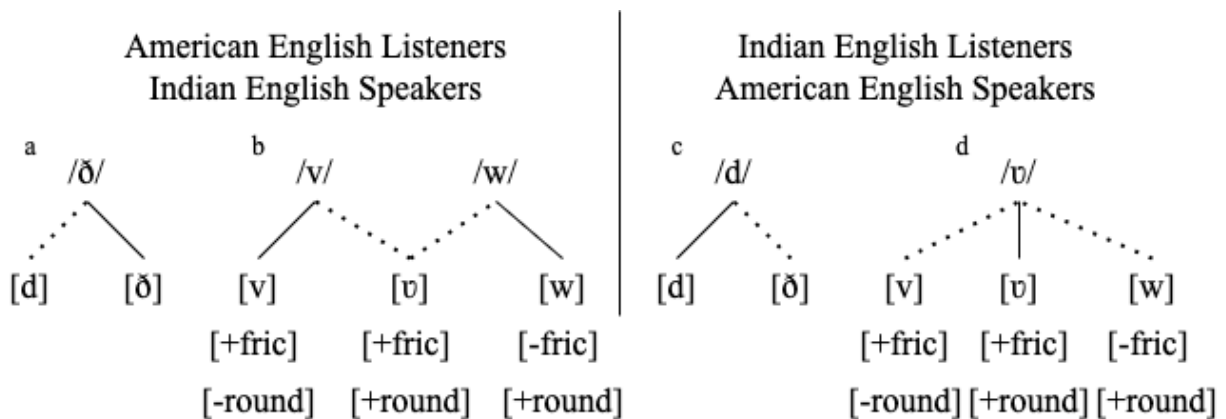 American English Listeners
Indian English Speakers
a
/ð/
b
/v/
/w/
[d]
[ð]
[v]
[ʋ]
[w]
[+fric]
[+fric]
[-fric]
[-round]
[+round]
[+round]
Indian English Listeners
American English Speakers
c
/d/
d
/ʋ/
[d]
[ð]
[v]
[ʋ]
[w]
[+fric]
[+fric]
[-fric]
[-round]
[+round]
[+round]